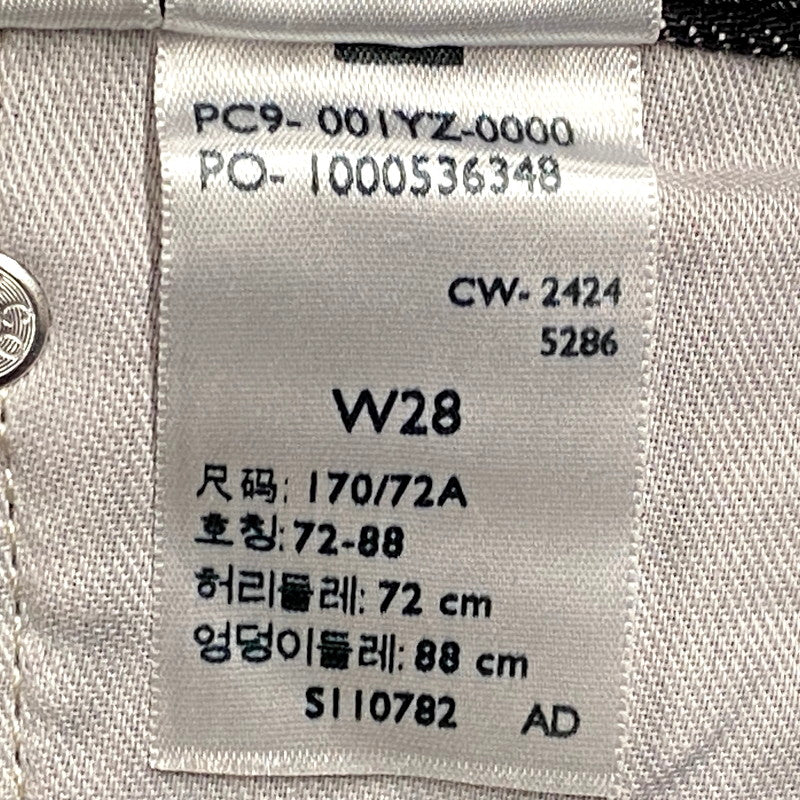 PC9- 001YZ-0000
PO- 1000536348
CW- 2424
5286
W28
尺码: 170/72A
호칭: 72-88
허리둘레: 72 cm
엉덩이둘레: 88 cm
S110782 AD